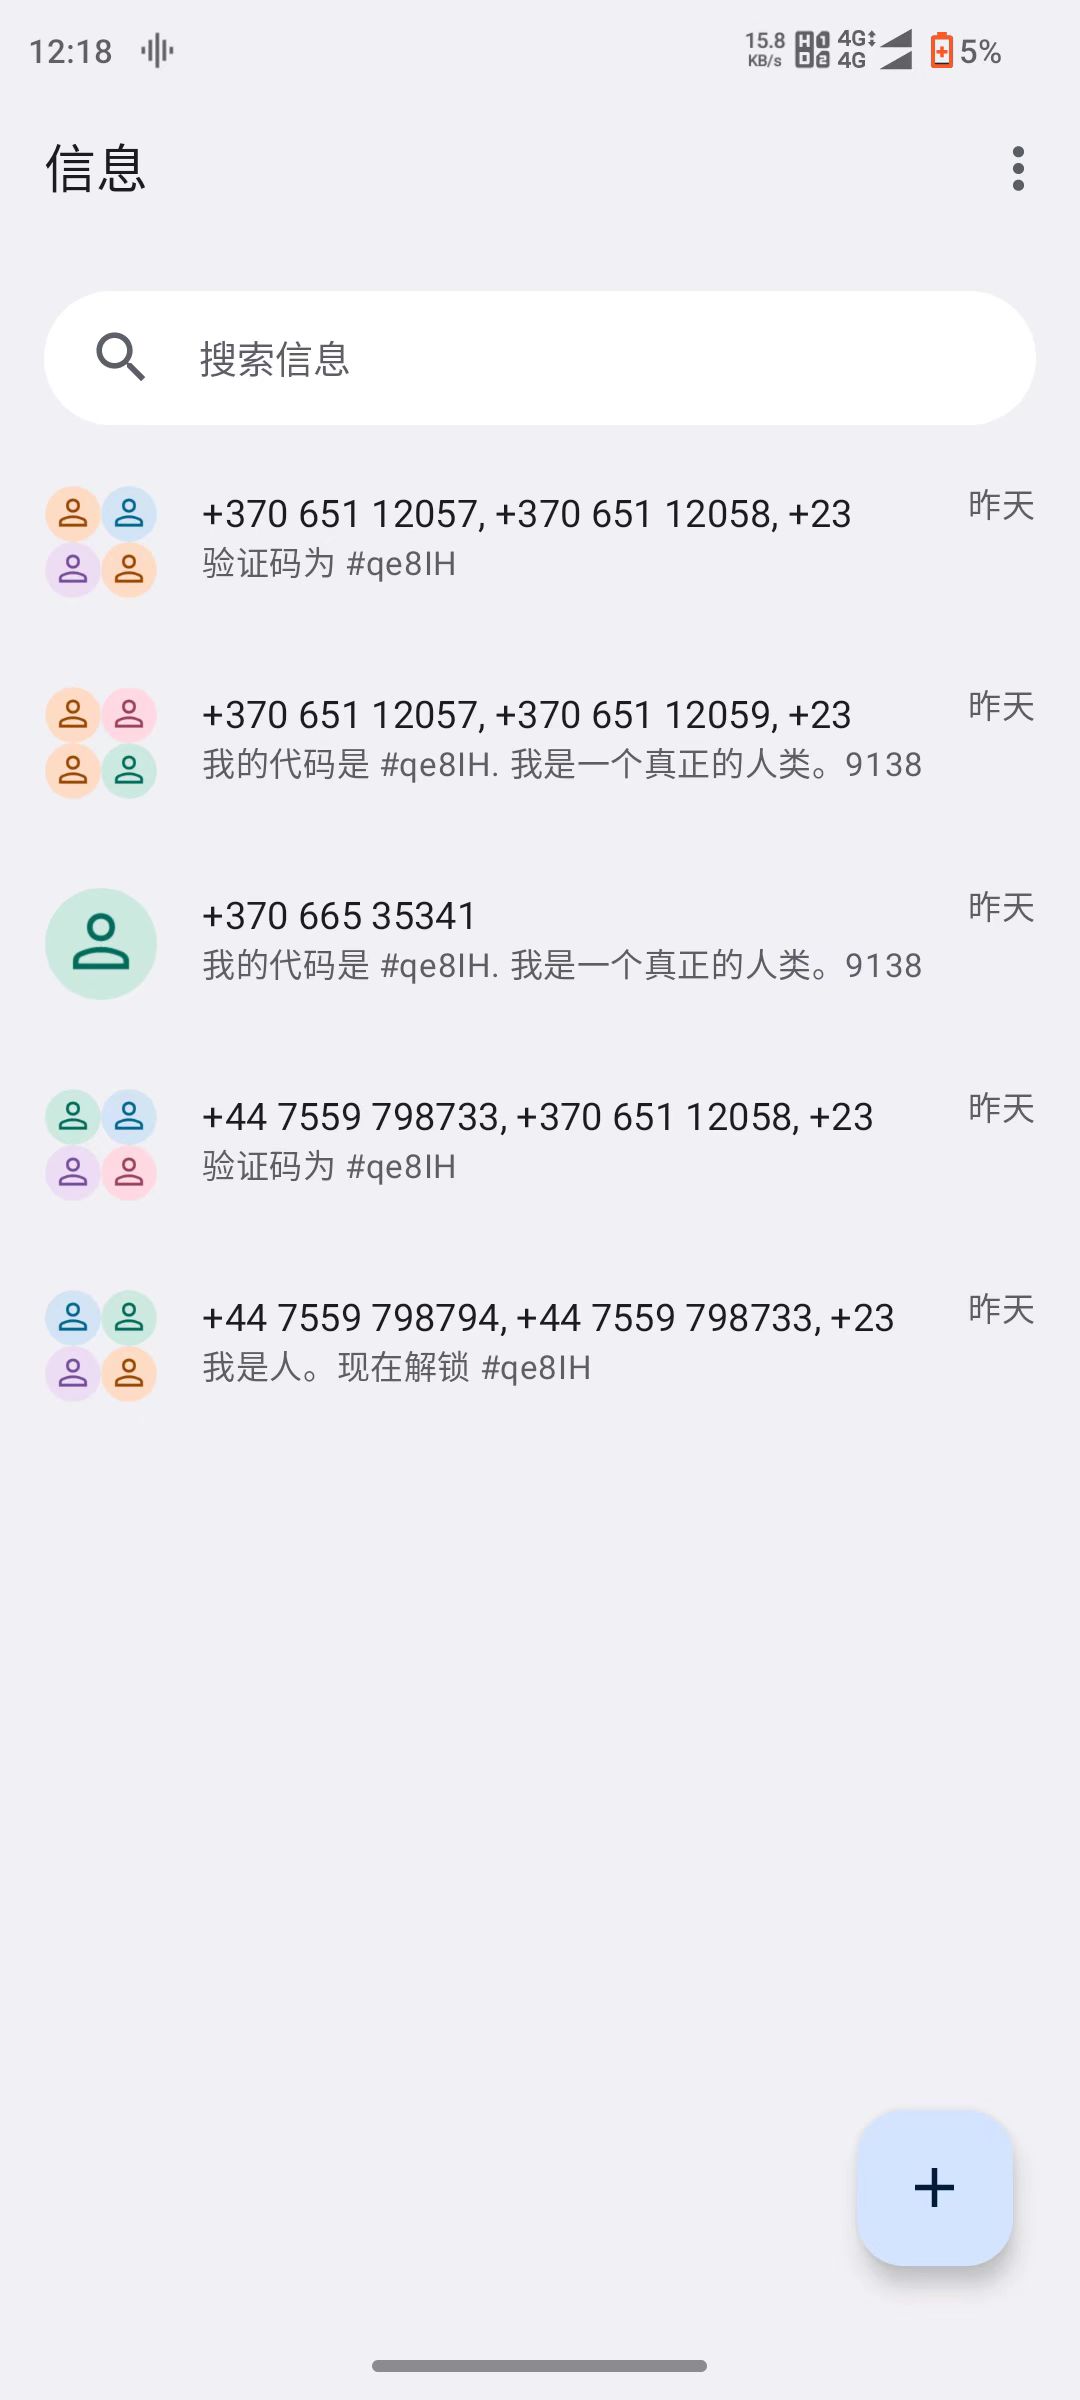 12:18
15.8 KB/s HD 1 2 4G 4G 5%
信息
搜索信息
+370 651 12057, +370 651 12058, +23 昨天
验证码为 #qe8IH
+370 651 12057, +370 651 12059, +23 昨天
我的代码是 #qe8IH. 我是一个真正的人类。9138
+370 665 35341 昨天
我的代码是 #qe8IH. 我是一个真正的人类。9138
+44 7559 798733, +370 651 12058, +23 昨天
验证码为 #qe8IH
+44 7559 798794, +44 7559 798733, +23 昨天
我是人。现在解锁 #qe8IH